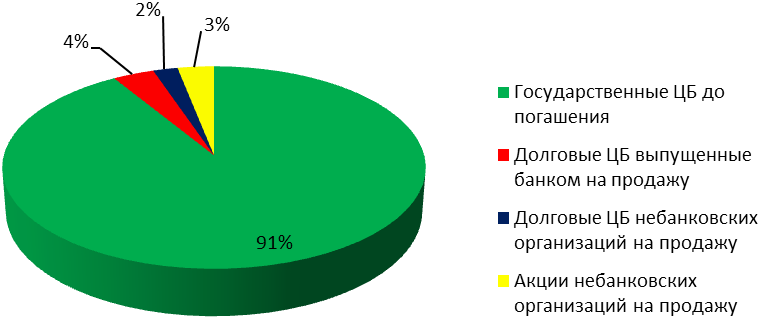 2%
3%
4%
91%
Государственные ЦБ до
погашения
Долговые ЦБ выпущенные
банком на продажу
Долговые ЦБ небанковских
организаций на продажу
Акции небанковских
организаций на продажу